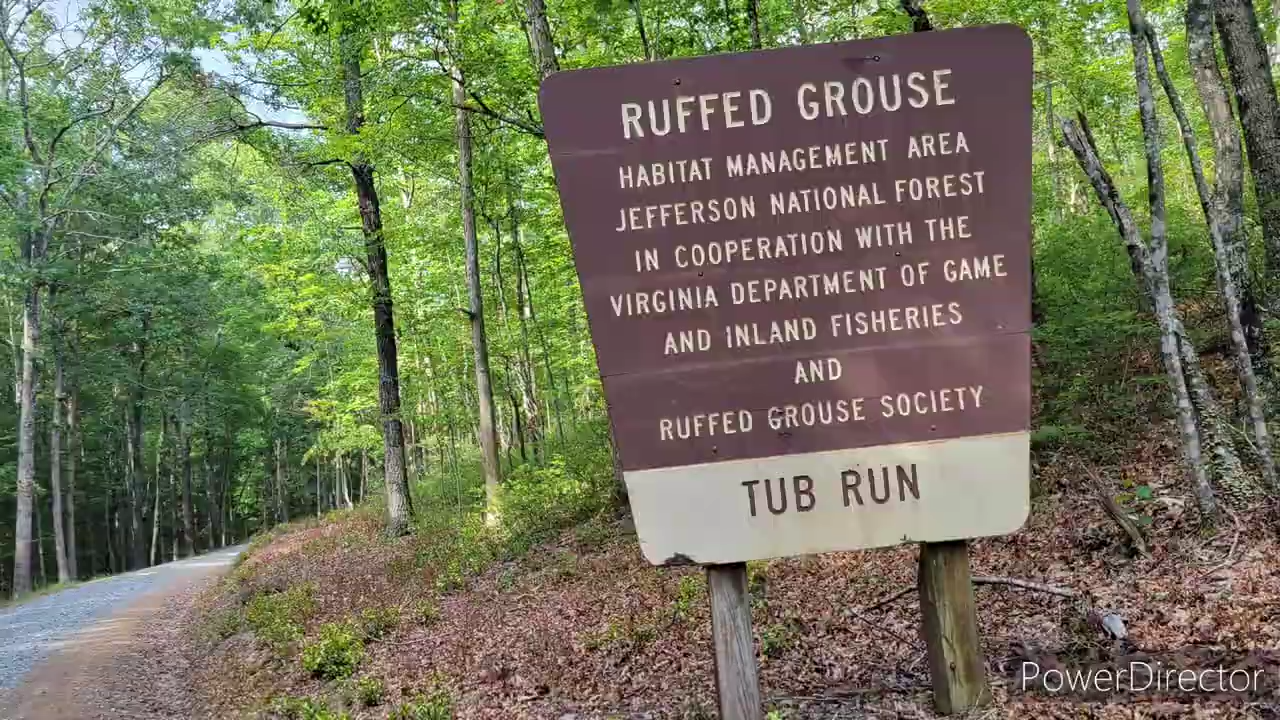 RUFFED GROUSE
HABITAT MANAGEMENT AREA
JEFFERSON NATIONAL FOREST
IN COOPERATION WITH THE
VIRGINIA DEPARTMENT OF GAME
AND INLAND FISHERIES
AND
RUFFED GROUSE SOCIETY
TUB RUN
PowerDirector